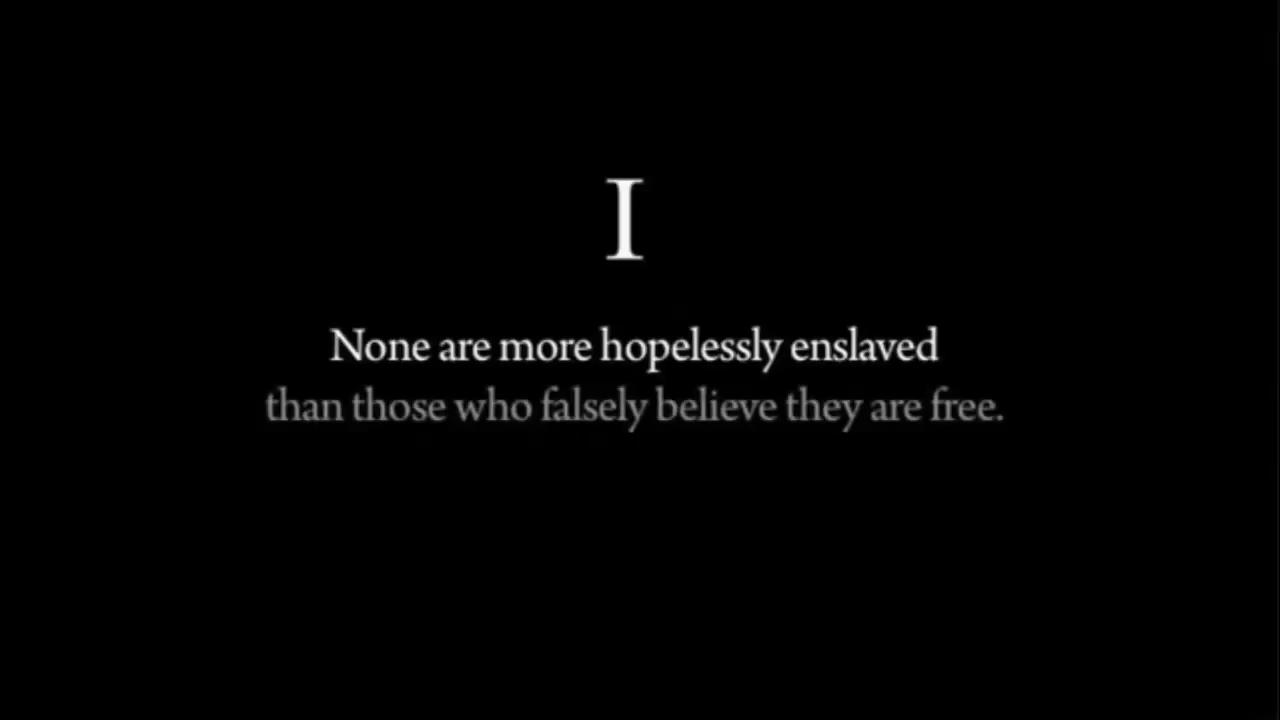 I
None are more hopelessly enslaved
than those who falsely believe they are free.